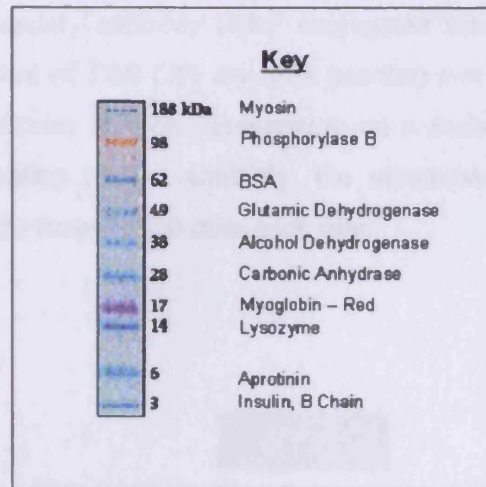 Key
188 kDa Myosin
98 Phosphorylase B
62 BSA
49 Glutamic Dehydrogenase
38 Alcohol Dehydrogenase
28 Carbonic Anhydrase
17 Myoglobin – Red
14 Lysozyme
6 Aprotinin
3 Insulin, B Chain